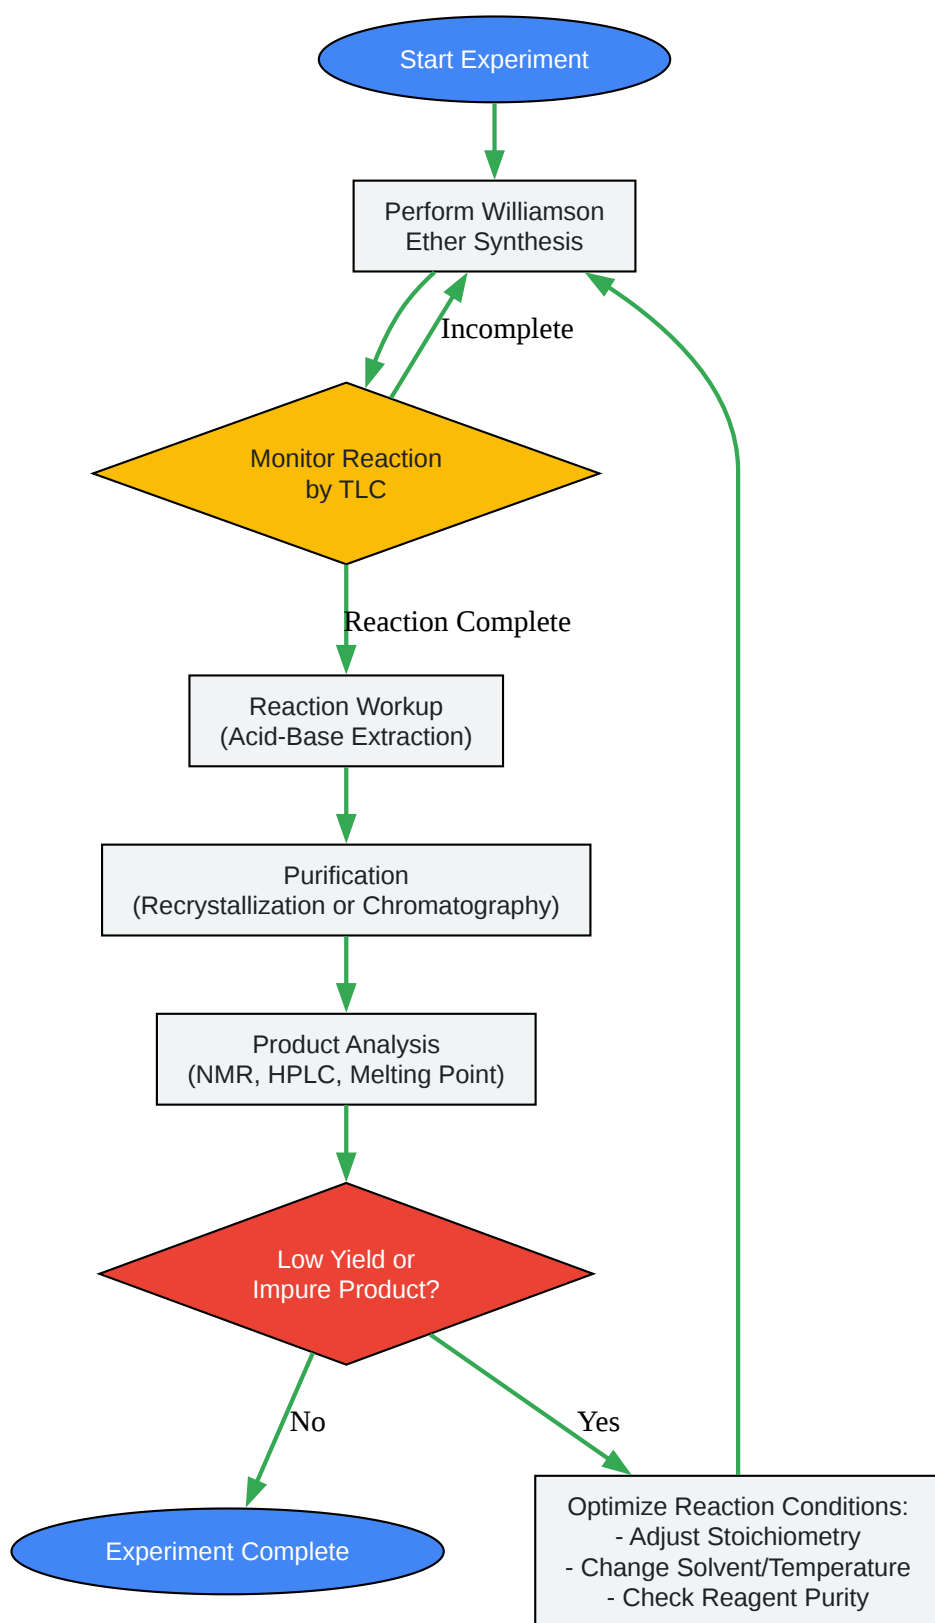 Start Experiment
Perform Williamson
Ether Synthesis
Incomplete
Monitor Reaction
by TLC
Reaction Complete
Reaction Workup
(Acid-Base Extraction)
Purification
(Recrystallization or Chromatography)
Product Analysis
(NMR, HPLC, Melting Point)
Low Yield or
Impure Product?
No
Yes
Experiment Complete
Optimize Reaction Conditions:
- Adjust Stoichiometry
- Change Solvent/Temperature
- Check Reagent Purity